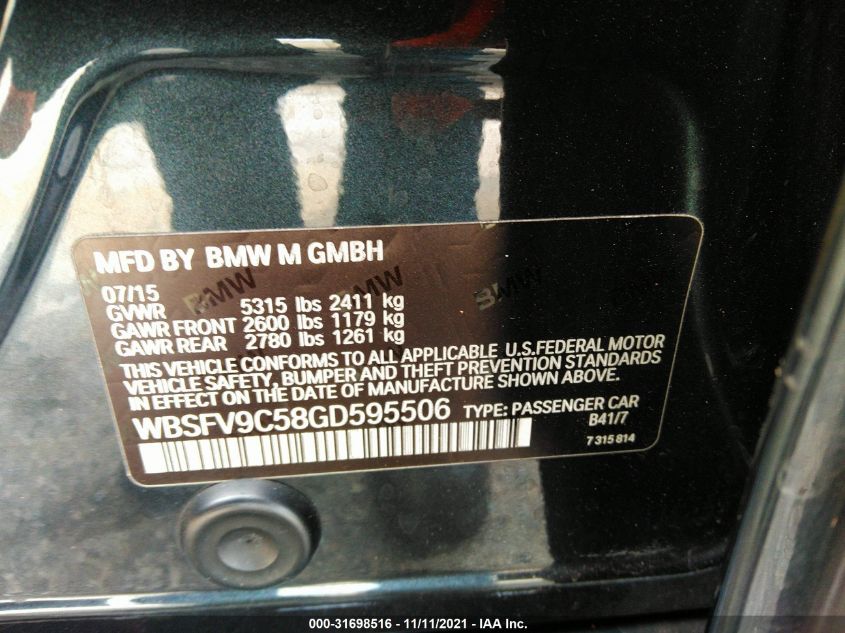 MFD BY BMW M GMBH
07/15
GVWR 5315 lbs 2411 kg
GAWR FRONT 2600 lbs 1179 kg
GAWR REAR 2780 lbs 1261 kg
THIS VEHICLE CONFORMS TO ALL APPLICABLE U.S.FEDERAL MOTOR
VEHICLE SAFETY, BUMPER AND THEFT PREVENTION STANDARDS
IN EFFECT ON THE DATE OF MANUFACTURE SHOWN ABOVE.
WBSFV9C58GD595506 TYPE: PASSENGER CAR
B41/7
7 315 814
BMW BMW BMW
000-31698516 - 11/11/2021 - IAA Inc.